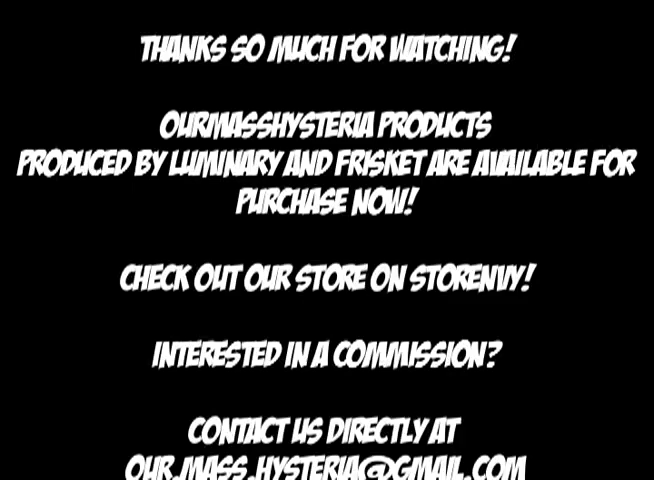 THANKS SO MUCH FOR WATCHING!
OURMASSHYSTERIA PRODUCTS
PRODUCED BY LUMINARY AND FRISKET ARE AVAILABLE FOR
PURCHASE NOW!
CHECK OUT OUR STORE ON STORENVY!
INTERESTED IN A COMMISSION?
CONTACT US DIRECTLY AT
OUR.MASS.HYSTERIA@GMAIL.COM